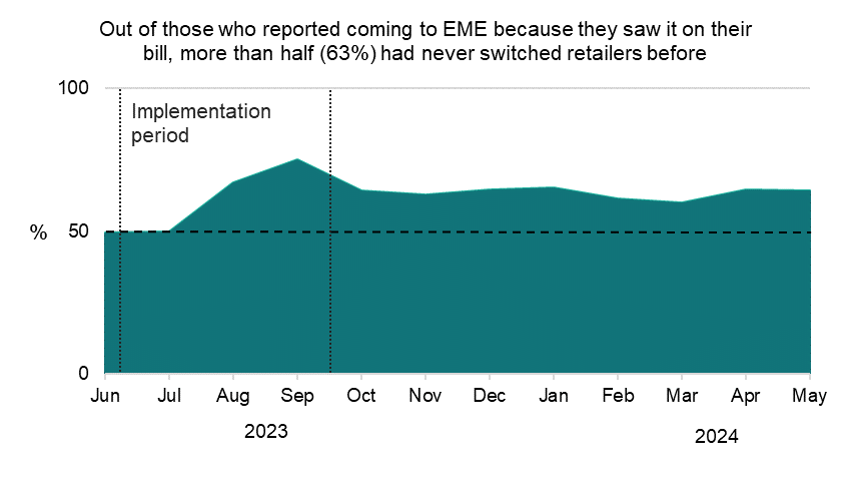 Out of those who reported coming to EME because they saw it on their
bill, more than half (63%) had never switched retailers before
100
Implementation
period
% 50
0
Jun Jul Aug Sep Oct Nov Dec Jan Feb Mar Apr May
2023 2024